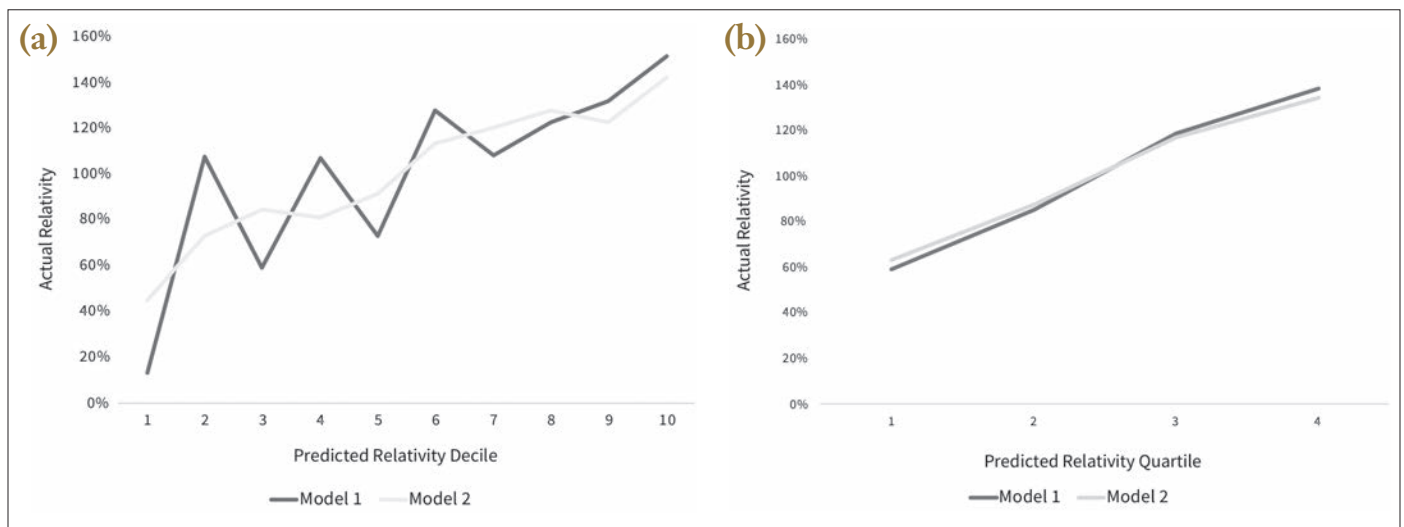 (a)
160%
140%
120%
100%
80%
60%
40%
20%
0%
Actual Relativity
1 2 3 4 5 6 7 8 9 10
Predicted Relativity Decile
Model 1 Model 2
(b)
160%
140%
120%
100%
80%
60%
40%
20%
0%
Actual Relativity
1 2 3 4
Predicted Relativity Quartile
Model 1 Model 2